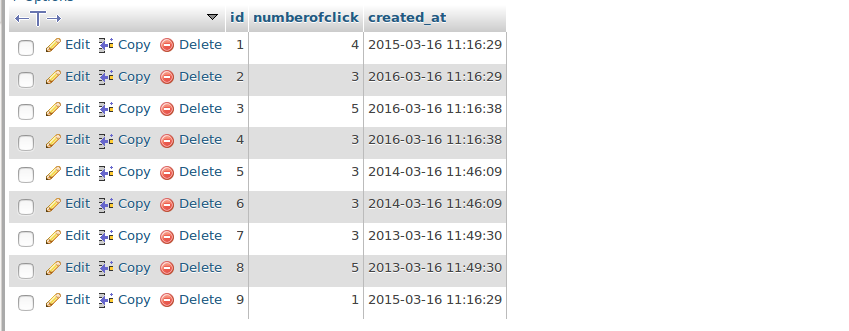 id numberofclick created_at
Edit Copy Delete 1 4 2015-03-16 11:16:29
Edit Copy Delete 2 3 2016-03-16 11:16:29
Edit Copy Delete 3 5 2016-03-16 11:16:38
Edit Copy Delete 4 3 2016-03-16 11:16:38
Edit Copy Delete 5 3 2014-03-16 11:46:09
Edit Copy Delete 6 3 2014-03-16 11:46:09
Edit Copy Delete 7 3 2013-03-16 11:49:30
Edit Copy Delete 8 5 2013-03-16 11:49:30
Edit Copy Delete 9 1 2015-03-16 11:16:29